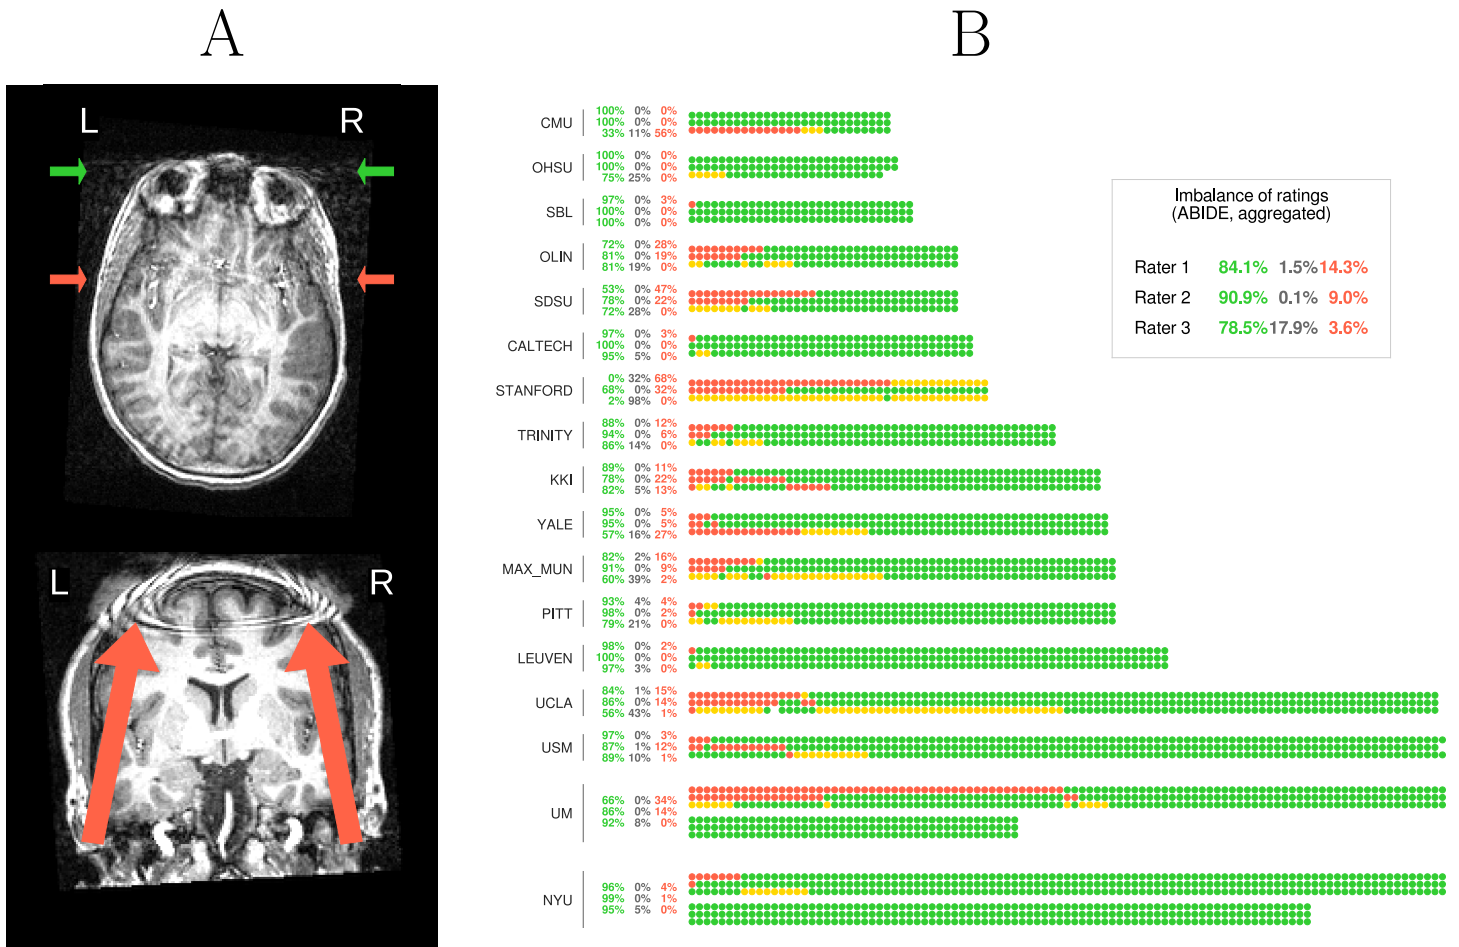 A
B
L R
L R
CMU
100% 0% 0%
100% 0% 0%
33% 11% 56%
OHSU
100% 0% 0%
100% 0% 0%
75% 25% 0%
SBL
97% 0% 3%
100% 0% 0%
100% 0% 0%
OLIN
72% 0% 28%
81% 0% 19%
81% 19% 0%
SDSU
53% 0% 47%
78% 0% 22%
72% 28% 0%
CALTECH
97% 0% 3%
100% 0% 0%
95% 5% 0%
STANFORD
0% 32% 68%
68% 0% 32%
2% 98% 0%
TRINITY
88% 0% 12%
94% 0% 6%
86% 14% 0%
KKI
89% 0% 11%
78% 0% 22%
82% 5% 13%
YALE
95% 0% 5%
95% 0% 5%
57% 16% 27%
MAX_MUN
82% 2% 16%
91% 0% 9%
60% 39% 2%
PITT
93% 4% 4%
98% 0% 2%
79% 21% 0%
LEUVEN
98% 0% 2%
100% 0% 0%
97% 3% 0%
UCLA
84% 1% 15%
86% 0% 14%
56% 43% 1%
USM
97% 0% 3%
87% 1% 12%
89% 10% 1%
UM
66% 0% 34%
86% 0% 14%
92% 8% 0%
NYU
96% 0% 4%
99% 0% 1%
95% 5% 0%
Imbalance of ratings
(ABIDE, aggregated)
Rater 1 84.1% 1.5% 14.3%
Rater 2 90.9% 0.1% 9.0%
Rater 3 78.5% 17.9% 3.6%